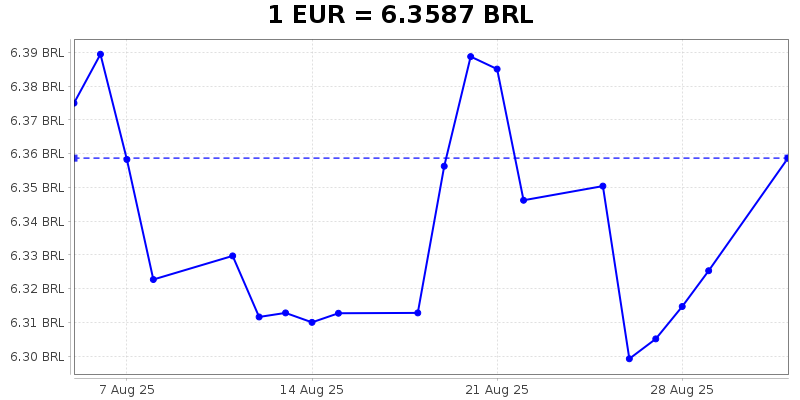 1 EUR = 6.3587 BRL
6.39 BRL
6.38 BRL
6.37 BRL
6.36 BRL
6.35 BRL
6.34 BRL
6.33 BRL
6.32 BRL
6.31 BRL
6.30 BRL
7 Aug 25 14 Aug 25 21 Aug 25 28 Aug 25